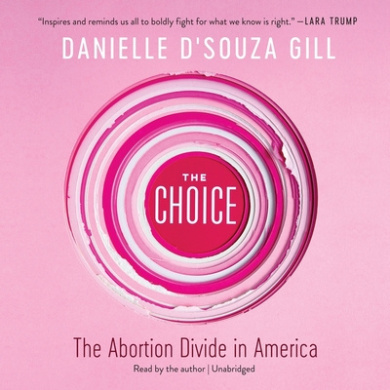 “Inspires and reminds us all to boldly fight for what we know is right.” —LARA TRUMP
DANIELLE D'SOUZA GILL
THE
CHOICE
The Abortion Divide in America
Read by the author | Unabridged